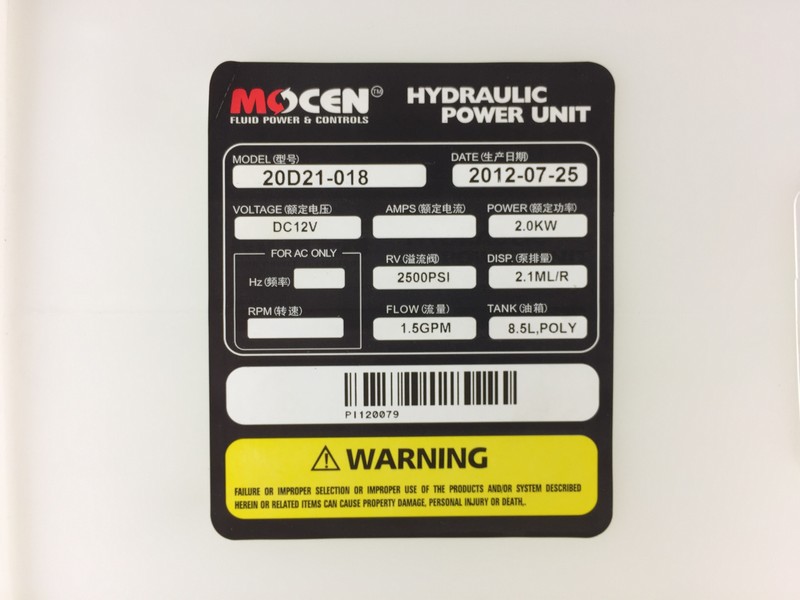 MOCEN™
FLUID POWER & CONTROLS
HYDRAULIC
POWER UNIT
MODEL (型号)
20D21-018
DATE (生产日期)
2012-07-25
VOLTAGE (额定电压)
DC12V
AMPS (额定电流)
POWER (额定功率)
2.0KW
FOR AC ONLY
Hz (频率)
RPM (转速)
RV (溢流阀)
2500PSI
DISP. (泵排量)
2.1ML/R
FLOW (流量)
1.5GPM
TANK (油箱)
8.5L,POLY
PI120079
WARNING
FAILURE OR IMPROPER SELECTION OR IMPROPER USE OF THE PRODUCTS AND/OR SYSTEM DESCRIBED
HEREIN OR RELATED ITEMS CAN CAUSE PROPERTY DAMAGE, PERSONAL INJURY OR DEATH,.